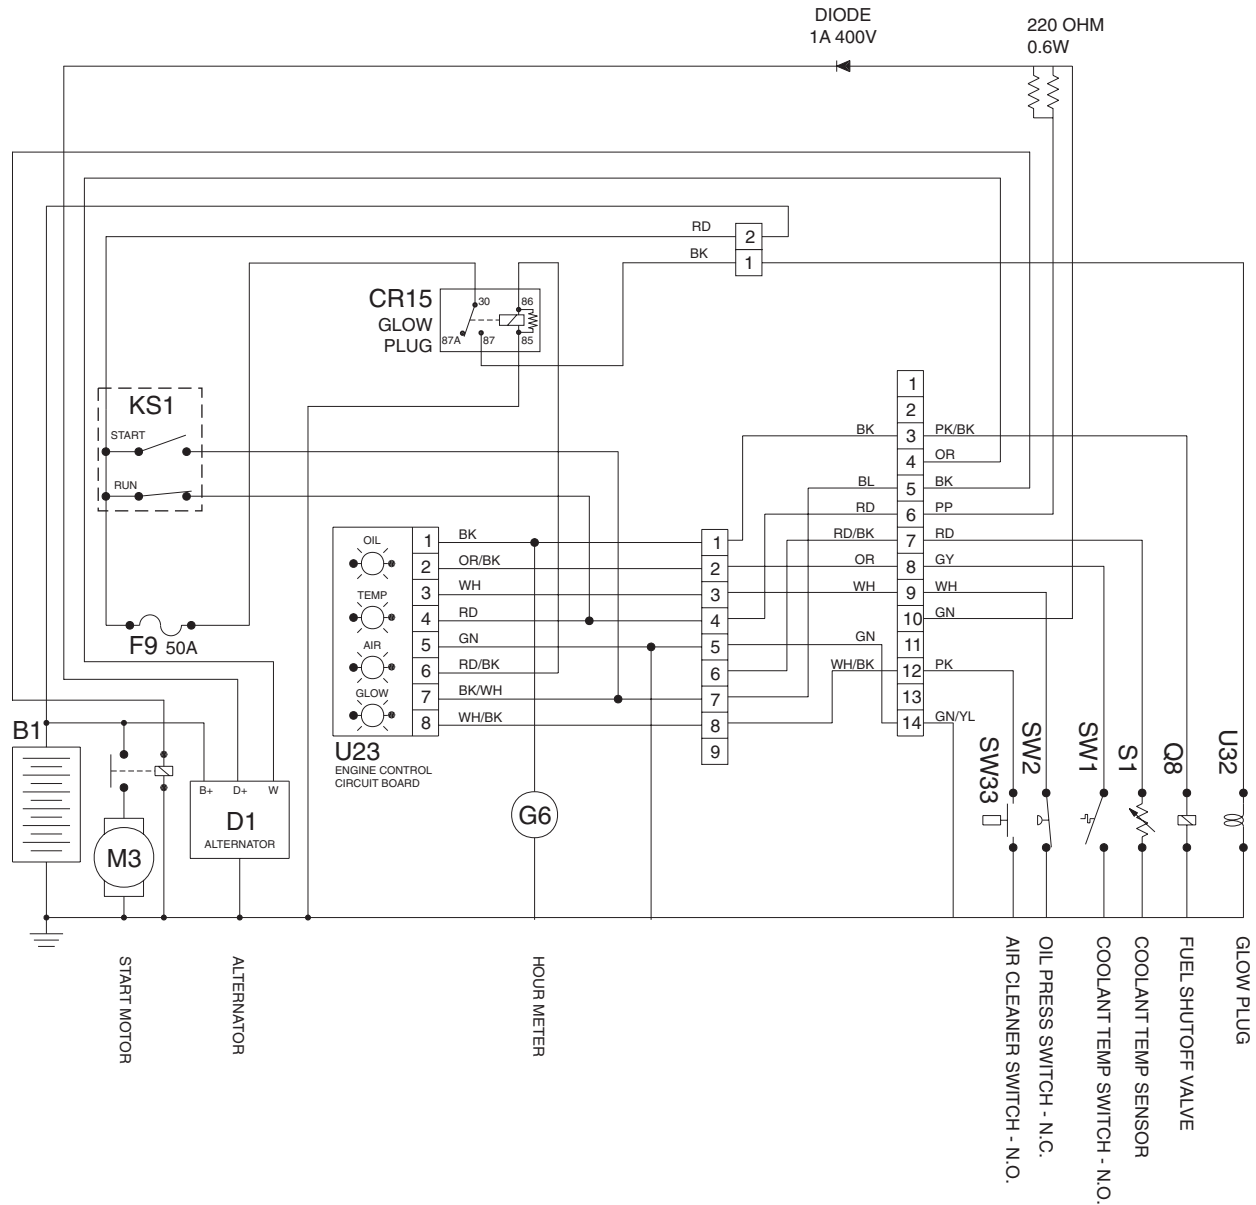 DIODE
1A 400V
220 OHM
0.6W
RD
2
BK
1
CR15
GLOW
PLUG
30
86
87A
87
85
KS1
START
RUN
F9 50A
1
2
BK
3
PK/BK
4
OR
BL
5
BK
RD
6
PP
RD/BK
7
RD
OR
8
GY
WH
9
WH
10
GN
GN
11
WH/BK
12
PK
13
14
GN/YL
OIL
TEMP
AIR
GLOW
1
BK
2
OR/BK
3
WH
4
RD
5
GN
6
RD/BK
7
BK/WH
8
WH/BK
1
2
3
4
5
6
7
8
9
U23
ENGINE CONTROL
CIRCUIT BOARD
B1
B+
D+
W
D1
ALTERNATOR
M3
G6
SW33
SW2
SW1
S1
Q8
U32
START MOTOR
ALTERNATOR
HOUR METER
AIR CLEANER SWITCH - N.O.
OIL PRESS SWITCH - N.C.
COOLANT TEMP SWITCH - N.O.
COOLANT TEMP SENSOR
FUEL SHUTOFF VALVE
GLOW PLUG